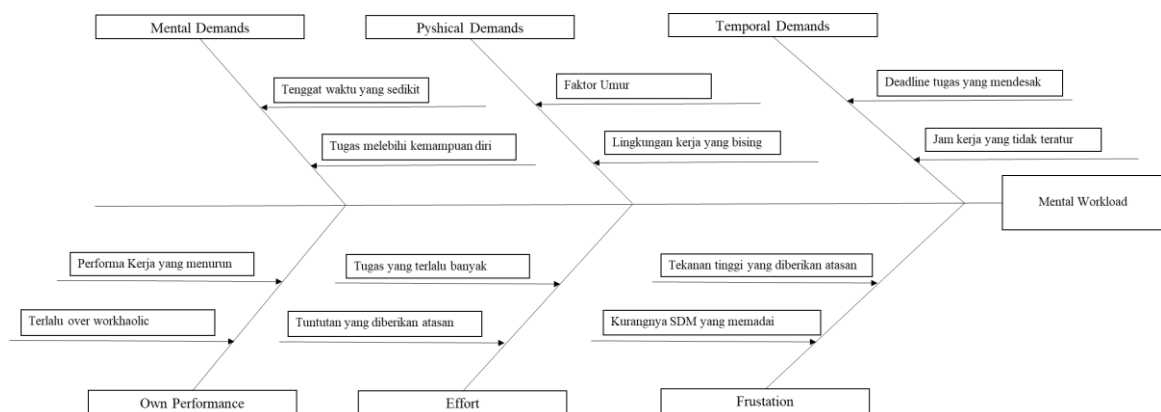 Mental Demands
Pyshical Demands
Temporal Demands
Tenggat waktu yang sedikit
Faktor Umur
Deadline tugas yang mendesak
Tugas melebihi kemampuan diri
Lingkungan kerja yang bising
Jam kerja yang tidak teratur
Mental Workload
Performa Kerja yang menurun
Tugas yang terlalu banyak
Tekanan tinggi yang diberikan atasan
Terlalu over workhaolic
Tuntutan yang diberikan atasan
Kurangnya SDM yang memadai
Own Performance
Effort
Frustation